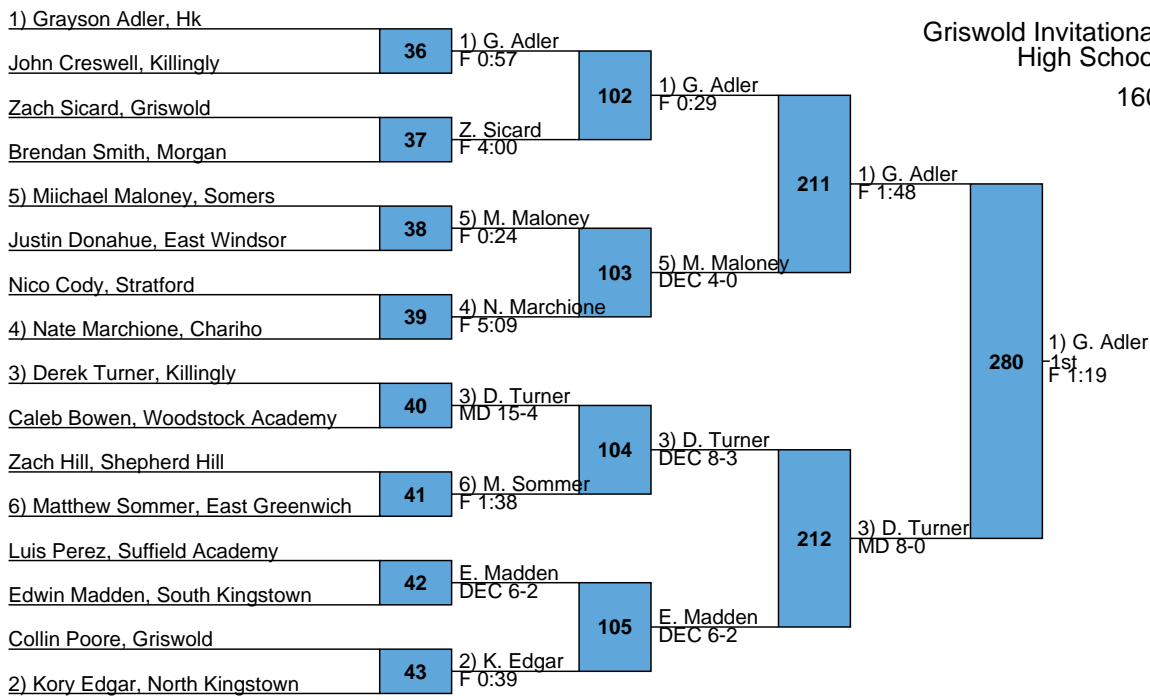 1) Grayson Adler, Hk
John Creswell, Killingly
Zach Sicard, Griswold
Brendan Smith, Morgan
5) Miichael Maloney, Somers
Justin Donahue, East Windsor
Nico Cody, Stratford
4) Nate Marchione, Chariho
3) Derek Turner, Killingly
Caleb Bowen, Woodstock Academy
Zach Hill, Shepherd Hill
6) Matthew Sommer, East Greenwich
Luis Perez, Suffield Academy
Edwin Madden, South Kingstown
Collin Poore, Griswold
2) Kory Edgar, North Kingstown
36
37
38
39
40
41
42
43
1) G. Adler
F 0:57
Z. Sicard
F 4:00
5) M. Maloney
F 0:24
4) N. Marchione
F 5:09
3) D. Turner
MD 15-4
6) M. Sommer
F 1:38
E. Madden
DEC 6-2
2) K. Edgar
F 0:39
102
103
104
105
1) G. Adler
F 0:29
5) M. Maloney
DEC 4-0
3) D. Turner
DEC 8-3
E. Madden
DEC 6-2
211
212
1) G. Adler
F 1:48
3) D. Turner
MD 8-0
280
1) G. Adler
1st
F 1:19
Griswold Invitational
High School
160